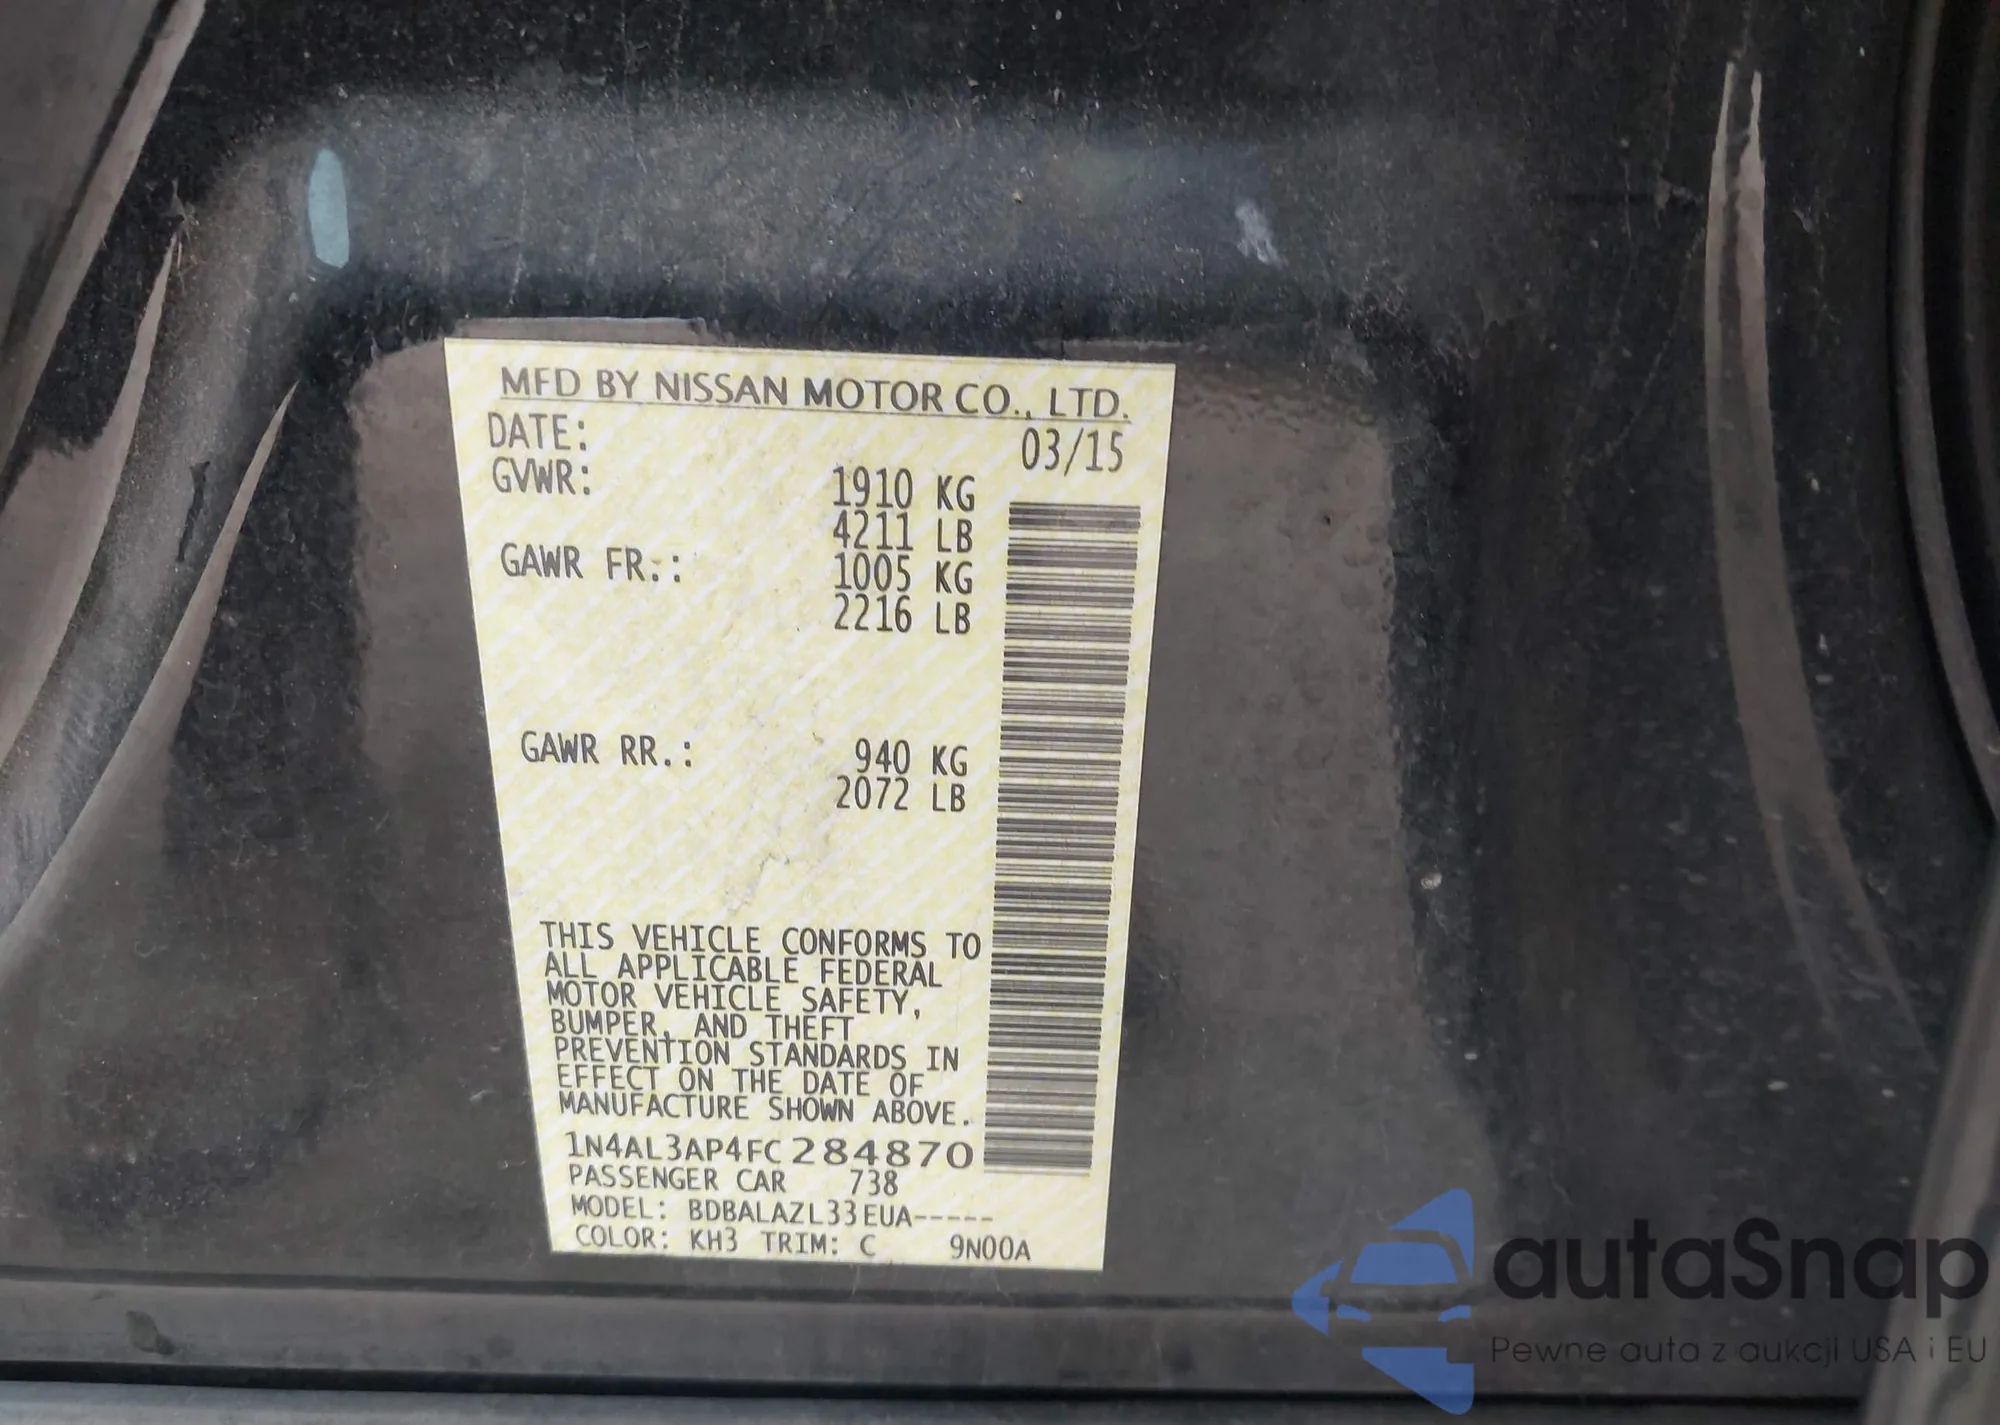 MFD BY NISSAN MOTOR CO., LTD.
DATE: 03/15
GVWR: 1910 KG
4211 LB
GAWR FR.: 1005 KG
2216 LB
GAWR RR.: 940 KG
2072 LB
THIS VEHICLE CONFORMS TO
ALL APPLICABLE FEDERAL
MOTOR VEHICLE SAFETY,
BUMPER, AND THEFT
PREVENTION STANDARDS IN
EFFECT ON THE DATE OF
MANUFACTURE SHOWN ABOVE.
1N4AL3AP4FC284870
PASSENGER CAR 738
MODEL: BDBALAZL33EUA-----
COLOR: KH3 TRIM: C 9N00A
autaSnap
Pewne auta z aukcji USA i EU